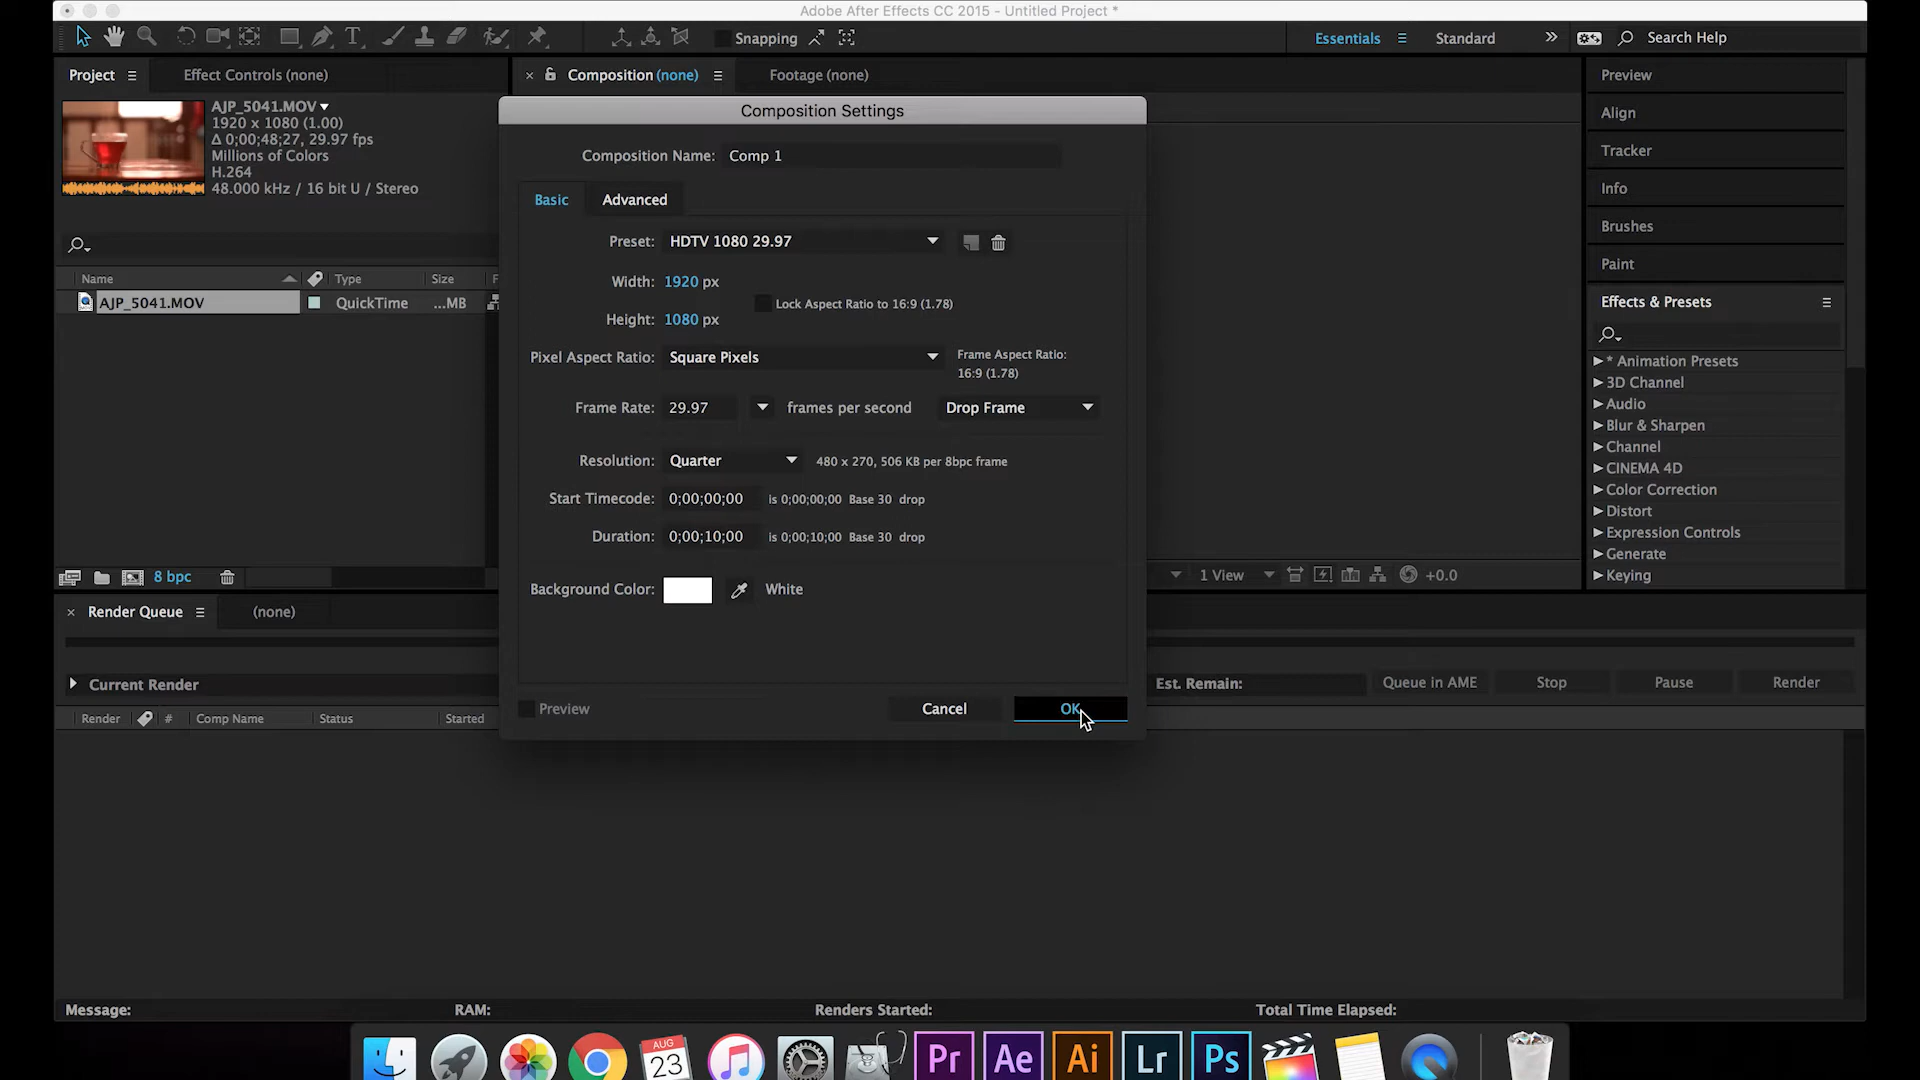 Adobe After Effects CC 2015 - Untitled Project *
Snapping
Essentials
Standard
Search Help
Project
Effect Controls (none)
Composition (none)
Footage (none)
AJP_5041.MOV
1920 x 1080 (1.00)
Δ 0;00;48;27, 29.97 fps
Millions of Colors
H.264
48.000 kHz / 16 bit U / Stereo
Name
Type
Size
F
AJP_5041.MOV
QuickTime
...MB
8 bpc
Composition Settings
Composition Name: Comp 1
Basic
Advanced
Preset: HDTV 1080 29.97
Width: 1920 px
Lock Aspect Ratio to 16:9 (1.78)
Height: 1080 px
Pixel Aspect Ratio: Square Pixels
Frame Aspect Ratio:
16:9 (1.78)
Frame Rate: 29.97 frames per second Drop Frame
Resolution: Quarter 480 x 270, 506 KB per 8bpc frame
Start Timecode: 0;00;00;00 is 0;00;00;00 Base 30 drop
Duration: 0;00;10;00 is 0;00;10;00 Base 30 drop
Background Color: White
Preview
Cancel
OK
1 View
+0.0
Preview
Align
Tracker
Info
Brushes
Paint
Effects & Presets
* Animation Presets
3D Channel
Audio
Blur & Sharpen
Channel
CINEMA 4D
Color Correction
Distort
Expression Controls
Generate
Keying
Render Queue
(none)
Current Render
Est. Remain:
Queue in AME
Stop
Pause
Render
Render
#
Comp Name
Status
Started
Message:
RAM:
Renders Started:
Total Time Elapsed:
AUG
23
Pr
Ae
Ai
Lr
Ps